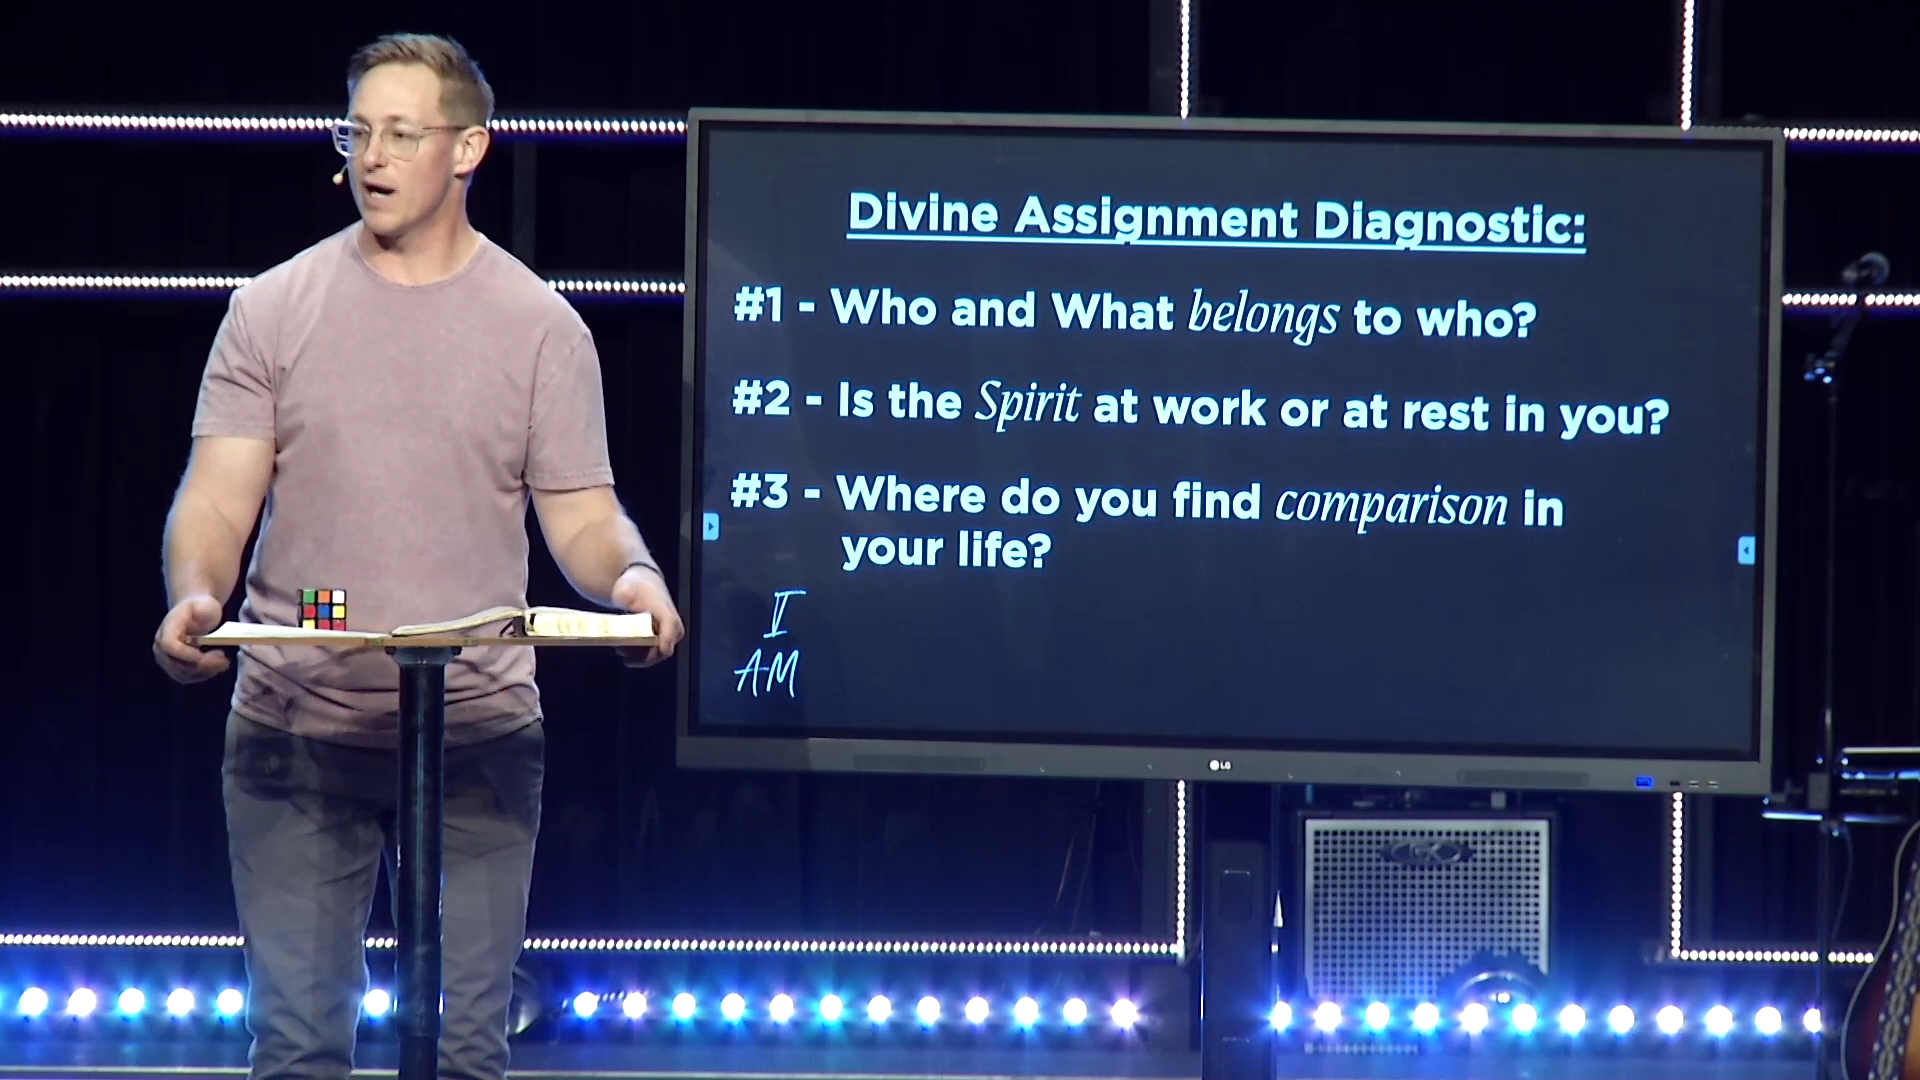 Divine Assignment Diagnostic:
#1 - Who and What belongs to who?
#2 - Is the Spirit at work or at rest in you?
#3 - Where do you find comparison in
your life?
I
AM
LG
GK